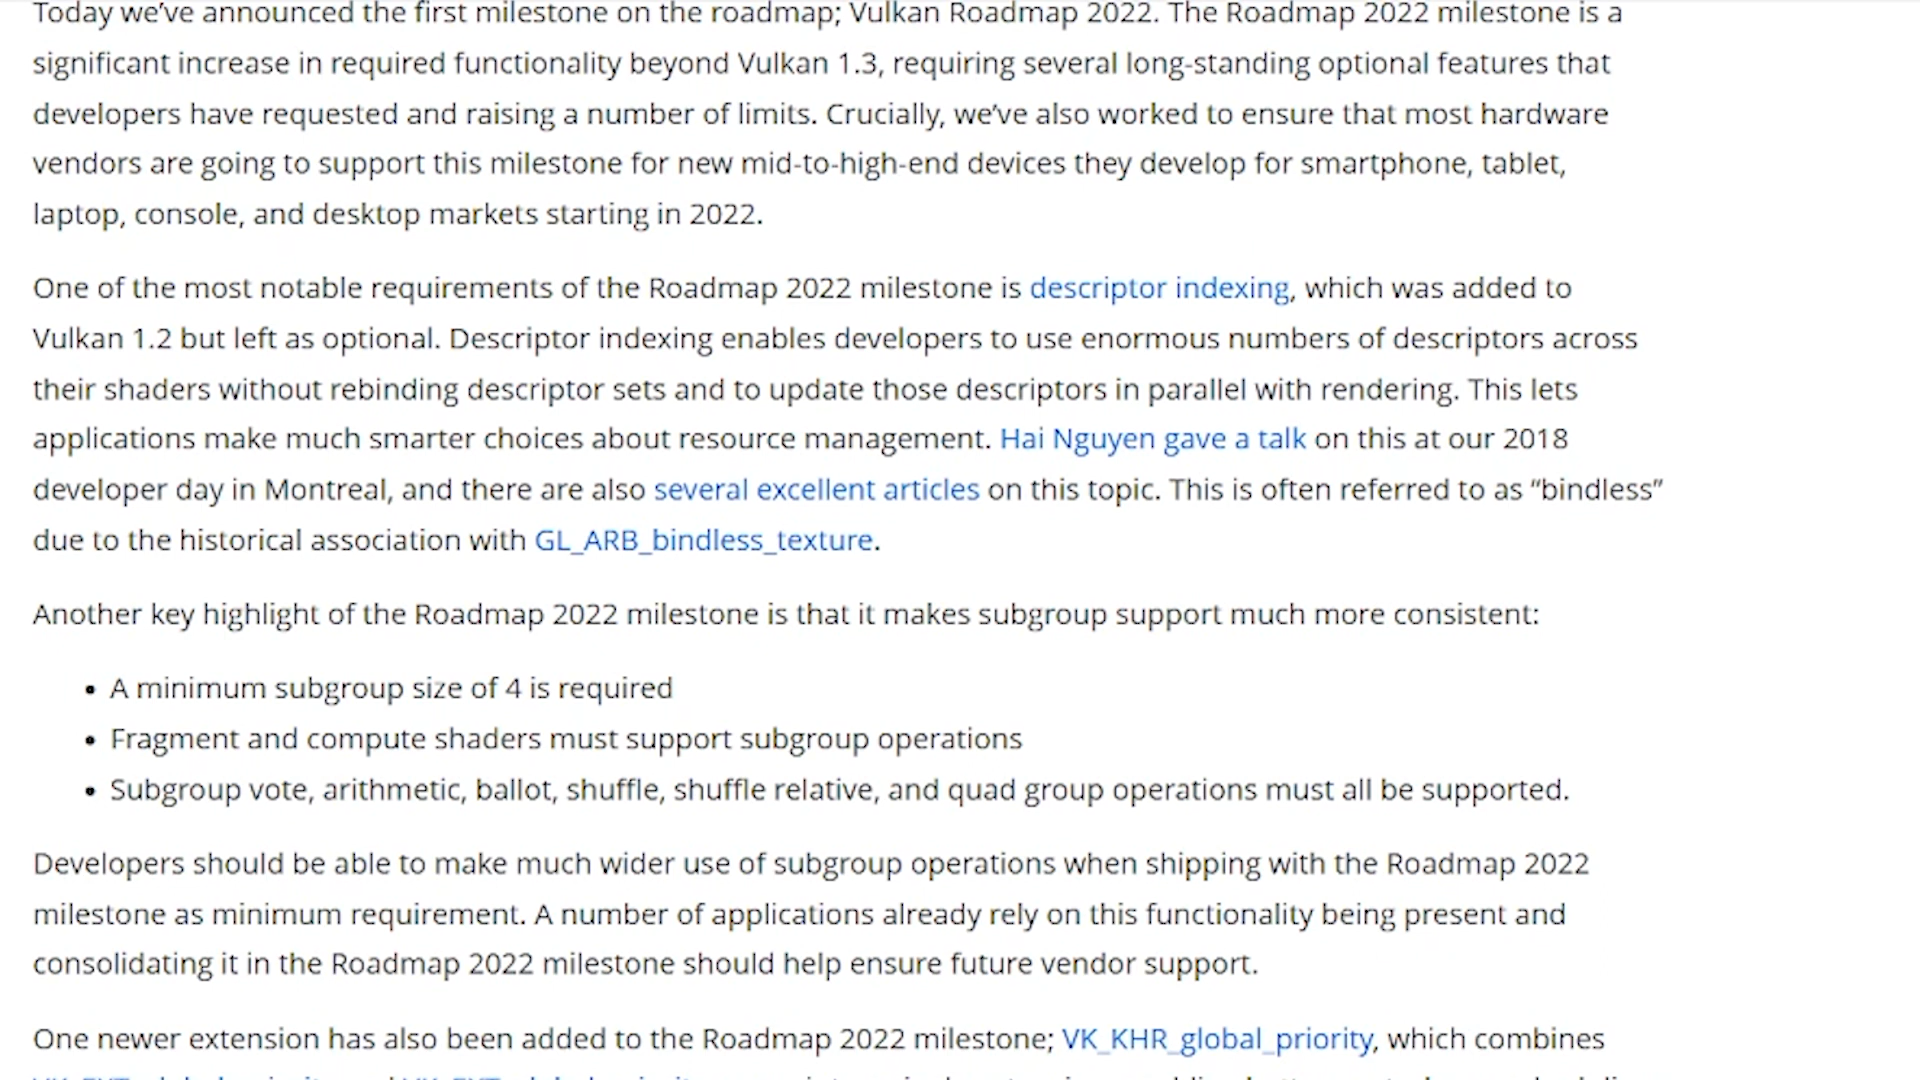 Today we’ve announced the first milestone on the roadmap; Vulkan Roadmap 2022. The Roadmap 2022 milestone is a
significant increase in required functionality beyond Vulkan 1.3, requiring several long-standing optional features that
developers have requested and raising a number of limits. Crucially, we’ve also worked to ensure that most hardware
vendors are going to support this milestone for new mid-to-high-end devices they develop for smartphone, tablet,
laptop, console, and desktop markets starting in 2022.
One of the most notable requirements of the Roadmap 2022 milestone is descriptor indexing, which was added to
Vulkan 1.2 but left as optional. Descriptor indexing enables developers to use enormous numbers of descriptors across
their shaders without rebinding descriptor sets and to update those descriptors in parallel with rendering. This lets
applications make much smarter choices about resource management. Hai Nguyen gave a talk on this at our 2018
developer day in Montreal, and there are also several excellent articles on this topic. This is often referred to as “bindless”
due to the historical association with GL_ARB_bindless_texture.
Another key highlight of the Roadmap 2022 milestone is that it makes subgroup support much more consistent:
• A minimum subgroup size of 4 is required
• Fragment and compute shaders must support subgroup operations
• Subgroup vote, arithmetic, ballot, shuffle, shuffle relative, and quad group operations must all be supported.
Developers should be able to make much wider use of subgroup operations when shipping with the Roadmap 2022
milestone as minimum requirement. A number of applications already rely on this functionality being present and
consolidating it in the Roadmap 2022 milestone should help ensure future vendor support.
One newer extension has also been added to the Roadmap 2022 milestone; VK_KHR_global_priority, which combines